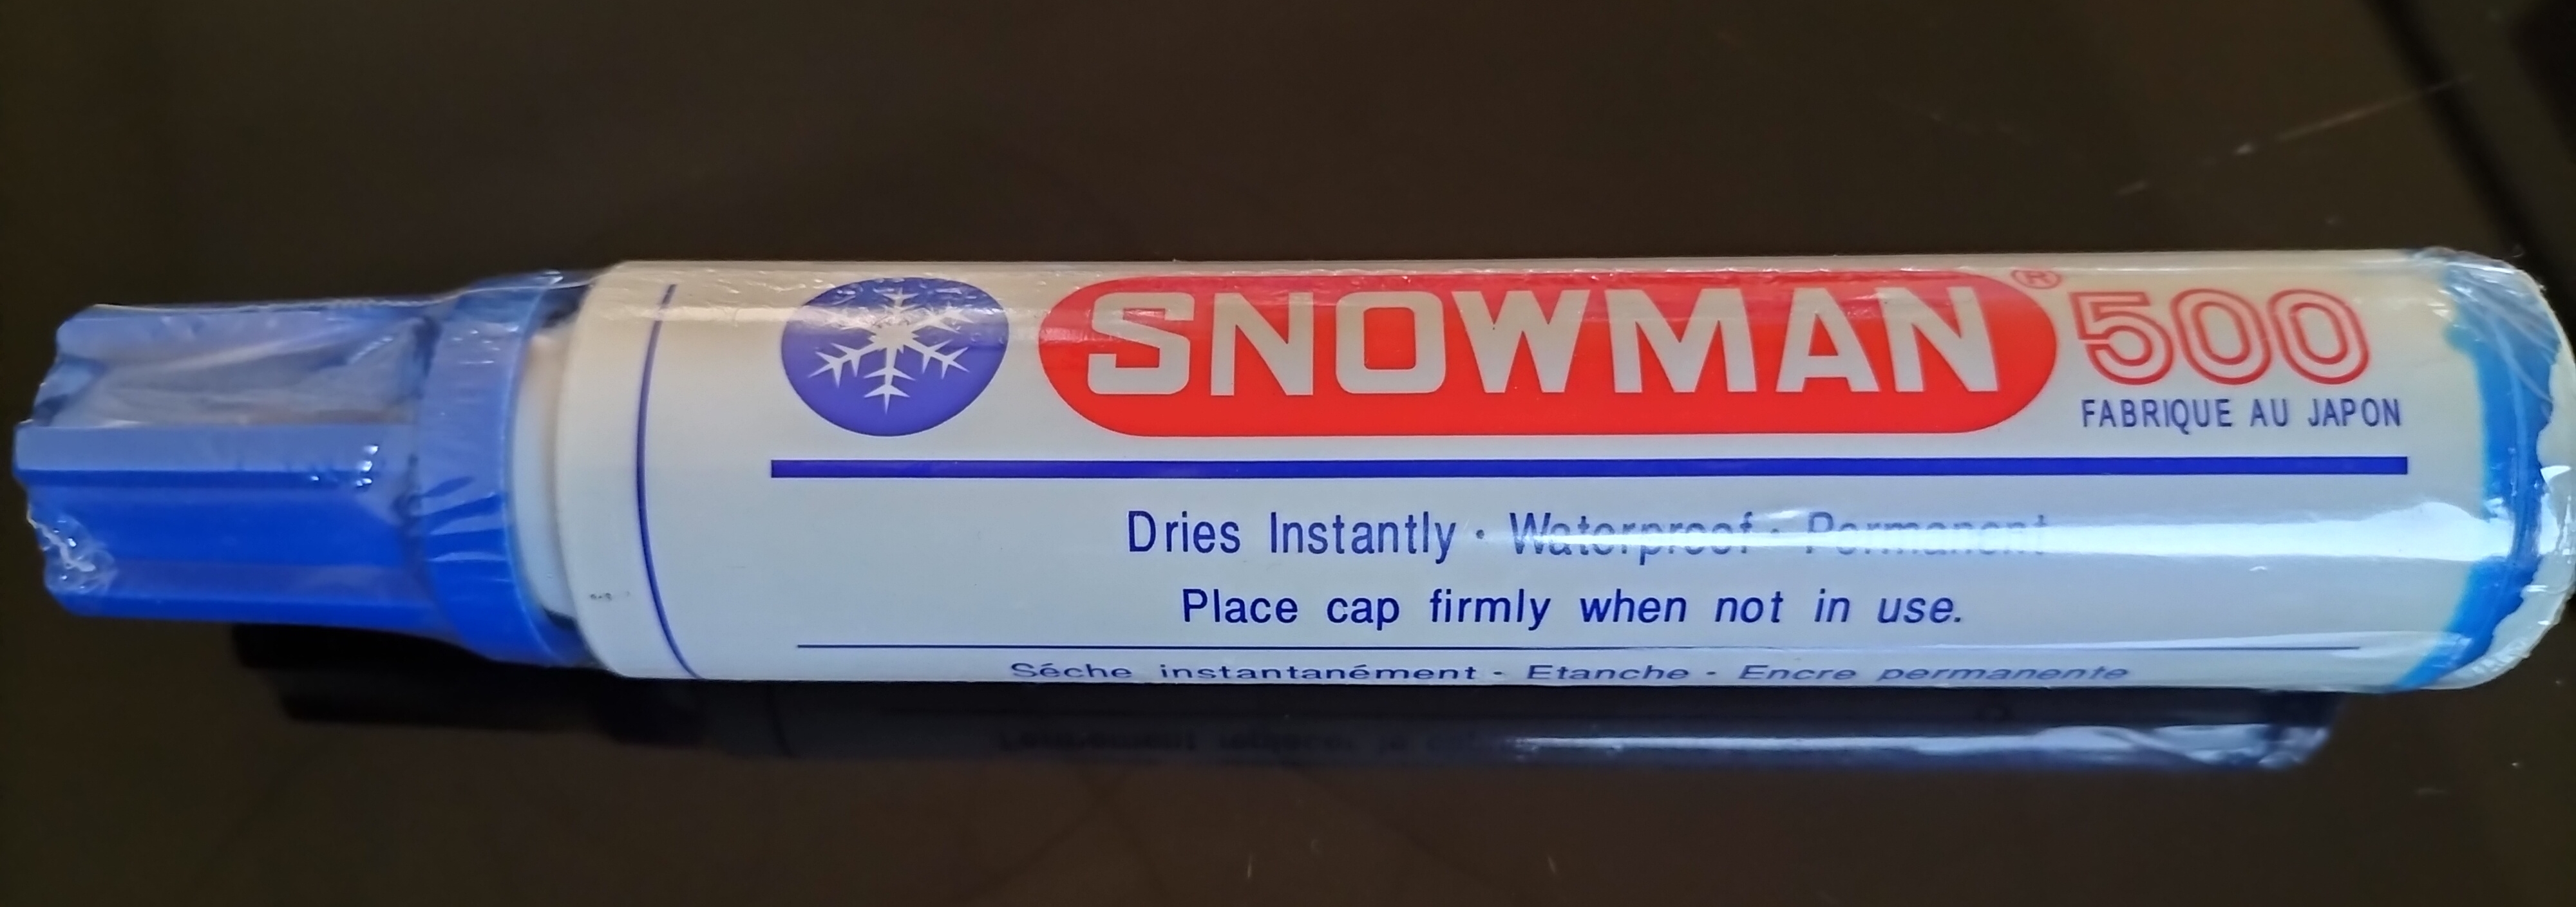 SNOWMAN® 500
FABRIQUE AU JAPON
Dries Instantly · Waterproof · Permanent
Place cap firmly when not in use.
Séche instantanément · Etanche · Encre permanente